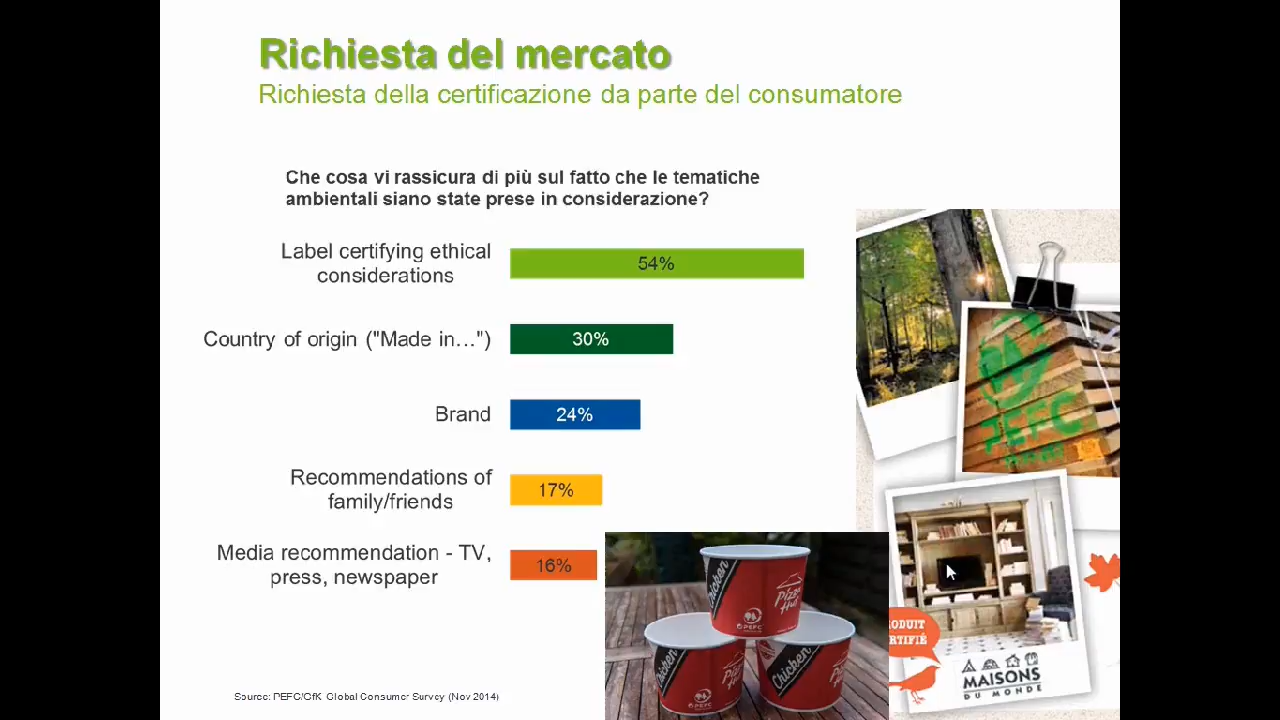 Richiesta del mercato
Richiesta della certificazione da parte del consumatore
Che cosa vi rassicura di più sul fatto che le tematiche
ambientali siano state prese in considerazione?
Label certifying ethical
considerations
54%
Country of origin ("Made in…")
30%
Brand
24%
Recommendations of
family/friends
17%
Media recommendation - TV,
press, newspaper
16%
Source: PEFC/GfK Global Consumer Survey (Nov 2014)
PEFC
Chicken
Pizza
Hut
PEFC
Chicken
Chicken
MAISONS
DU MONDE